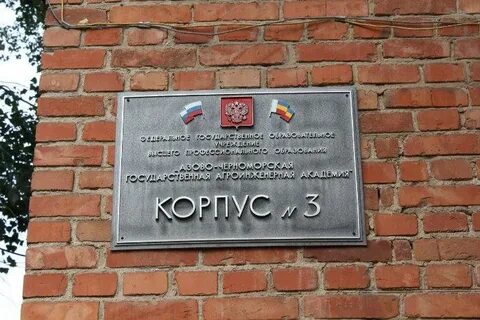 ФЕДЕРАЛЬНОЕ ГОСУДАРСТВЕННОЕ ОБРАЗОВАТЕЛЬНОЕ
УЧРЕЖДЕНИЕ
ВЫСШЕГО ПРОФЕССИОНАЛЬНОГО ОБРАЗОВАНИЯ
"АЗОВО-ЧЕРНОМОРСКАЯ
ГОСУДАРСТВЕННАЯ АГРОИНЖЕНЕРНАЯ АКАДЕМИЯ"
КОРПУС № 3